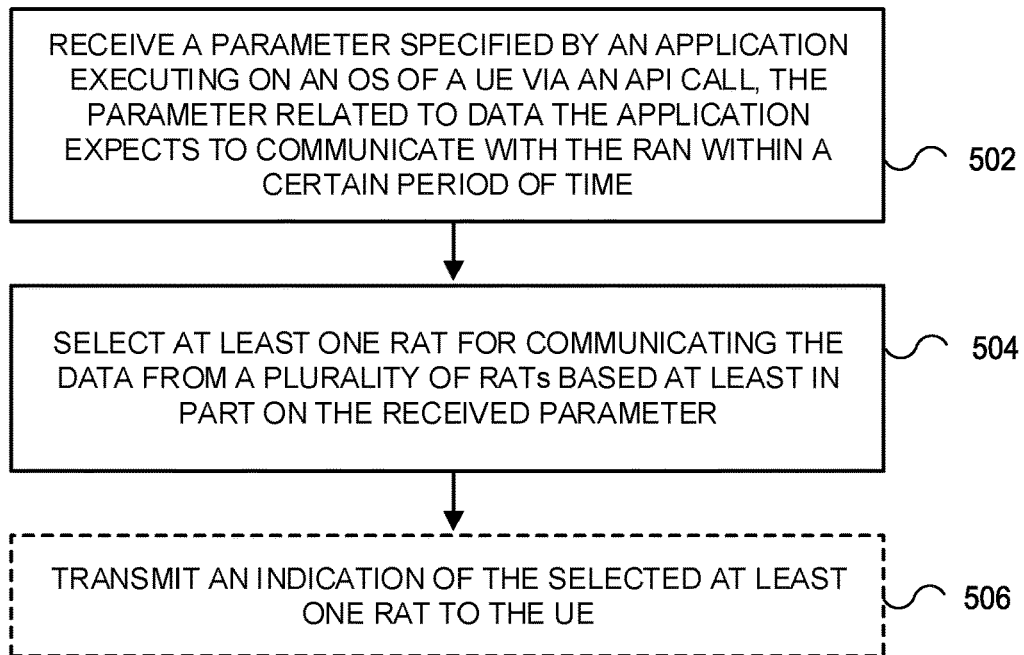 RECEIVE A PARAMETER SPECIFIED BY AN APPLICATION
EXECUTING ON AN OS OF A UE VIA AN API CALL, THE
PARAMETER RELATED TO DATA THE APPLICATION
EXPECTS TO COMMUNICATE WITH THE RAN WITHIN A
CERTAIN PERIOD OF TIME
502
SELECT AT LEAST ONE RAT FOR COMMUNICATING THE
DATA FROM A PLURALITY OF RATs BASED AT LEAST IN
PART ON THE RECEIVED PARAMETER
504
TRANSMIT AN INDICATION OF THE SELECTED AT LEAST
ONE RAT TO THE UE
506